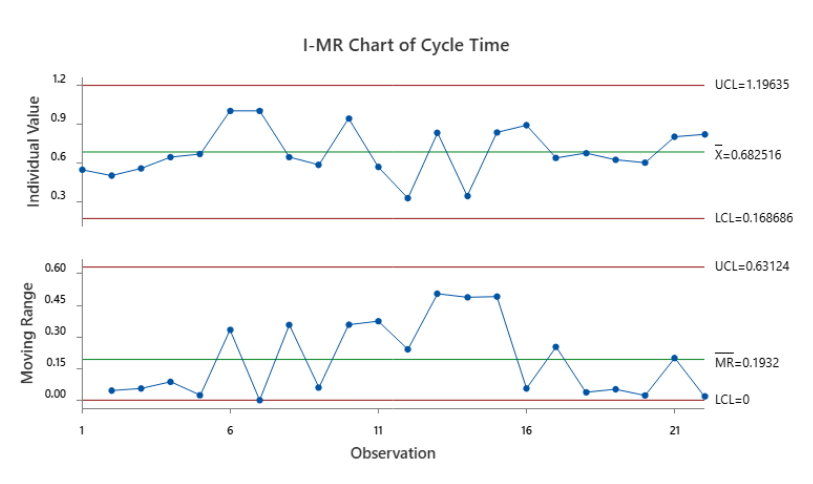 I-MR Chart of Cycle Time
Individual Value
1.2
0.9
0.6
0.3
UCL=1.19635
X̅=0.682516
LCL=0.168686
Moving Range
0.60
0.45
0.30
0.15
0.00
UCL=0.63124
M̅R̅=0.1932
LCL=0
1 6 11 16 21
Observation